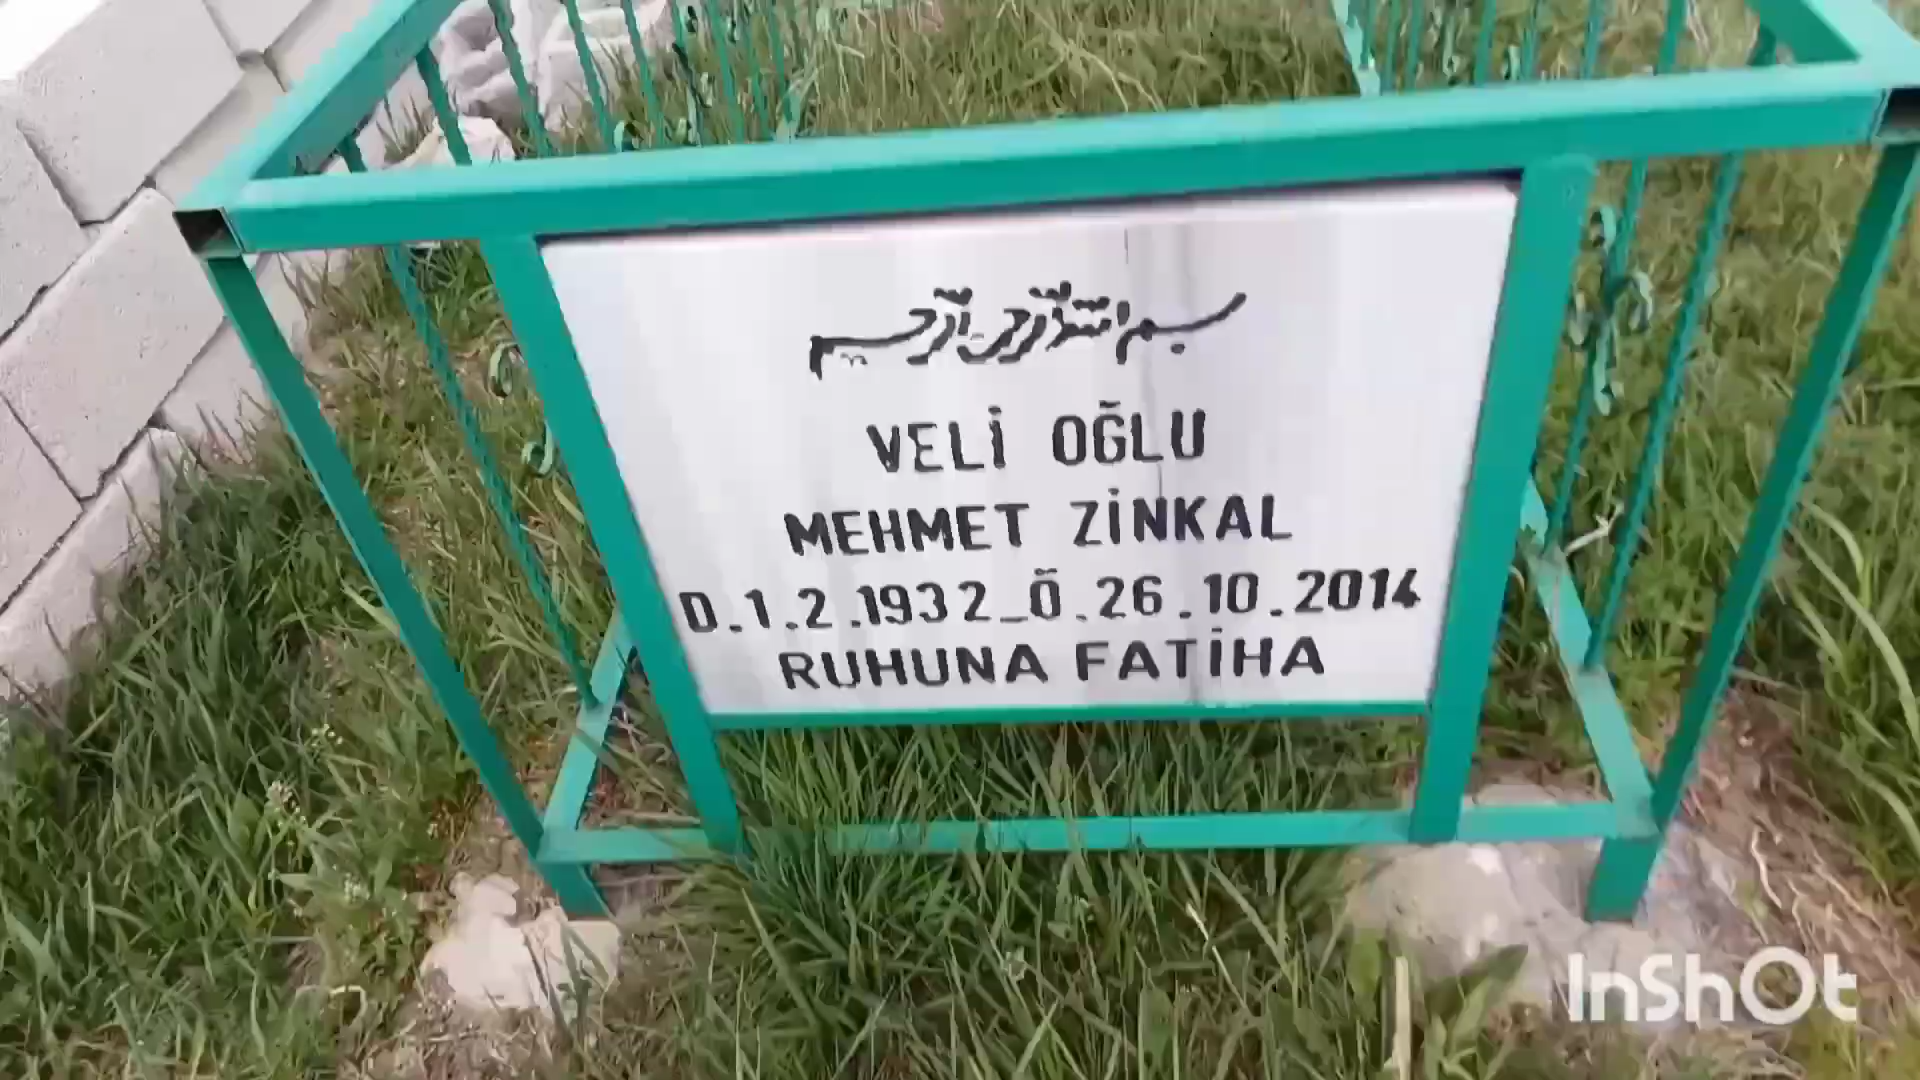 بسم الله الرحمن الرحيم
VELİ OĞLU
MEHMET ZİNKAL
D.1.2.1932_Ö.26.10.2014
RUHUNA FATİHA
InShOt